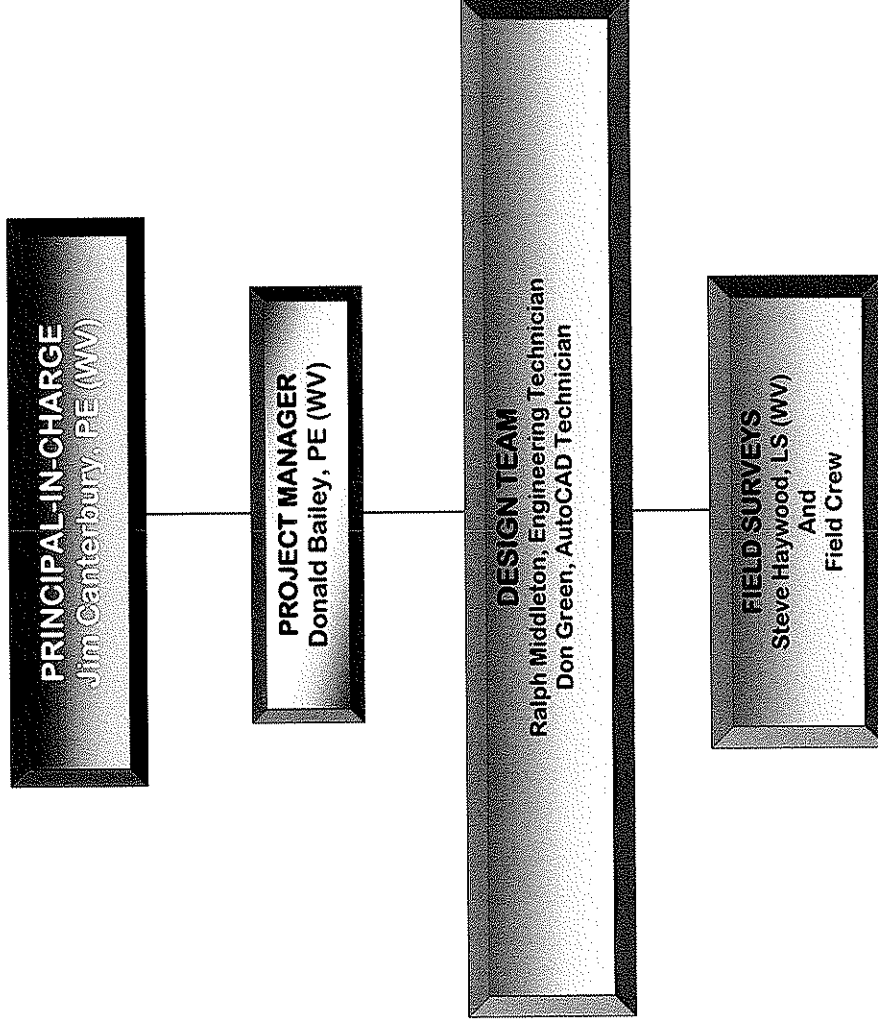 PRINCIPAL-IN-CHARGE
Jim Canterbury, PE (WV)
PROJECT MANAGER
Donald Bailey, PE (WV)
DESIGN TEAM
Ralph Middleton, Engineering Technician
Don Green, AutoCAD Technician
FIELD SURVEYS
Steve Haywood, LS (WV)
And
Field Crew